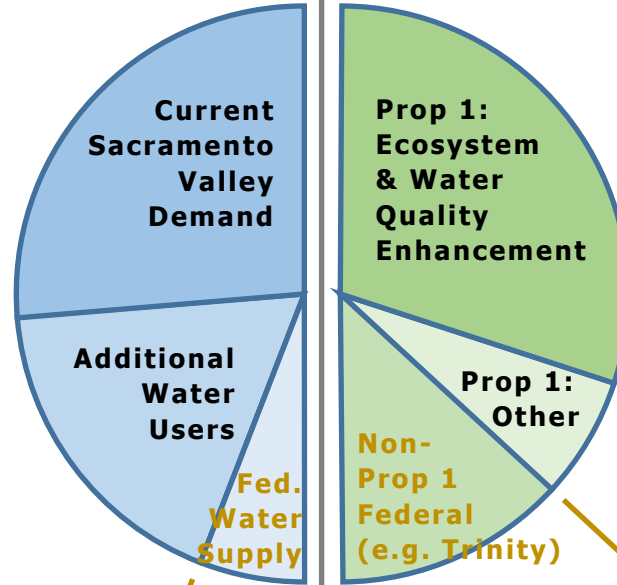 Current
Sacramento
Valley
Demand
Additional
Water
Users
Fed.
Water
Supply
Prop 1:
Ecosystem
& Water
Quality
Enhancement
Prop 1:
Other
Non-
Prop 1
Federal
(e.g. Trinity)